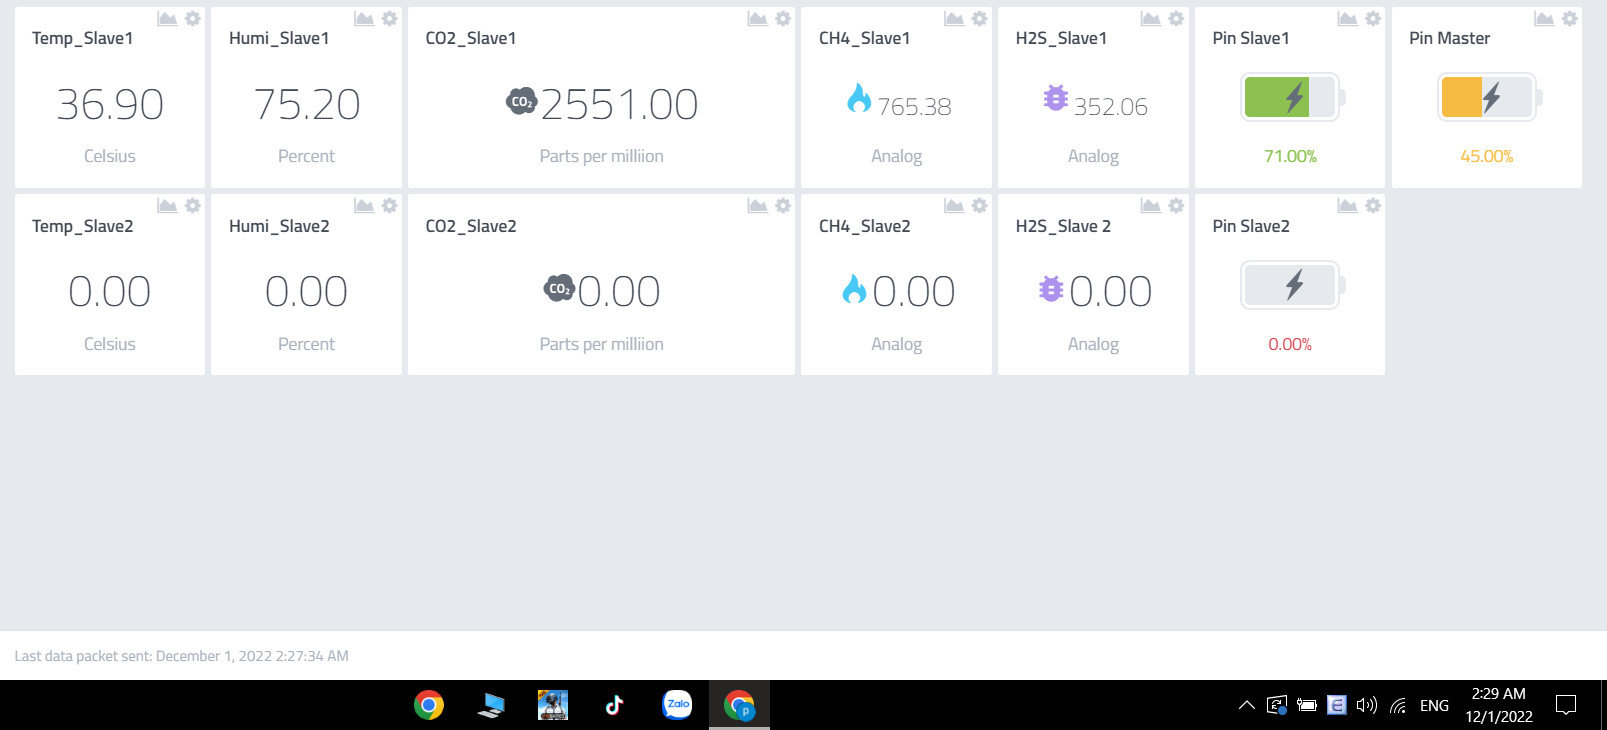 Temp_Slave1
36.90
Celsius
Humi_Slave1
75.20
Percent
CO2_Slave1
CO₂ 2551.00
Parts per milliion
CH4_Slave1
765.38
Analog
H2S_Slave1
352.06
Analog
Pin Slave1
71.00%
Pin Master
45.00%
Temp_Slave2
0.00
Celsius
Humi_Slave2
0.00
Percent
CO2_Slave2
CO₂ 0.00
Parts per milliion
CH4_Slave2
0.00
Analog
H2S_Slave 2
0.00
Analog
Pin Slave2
0.00%
Last data packet sent: December 1, 2022 2:27:34 AM
Zalo
p
E
ENG
2:29 AM
12/1/2022